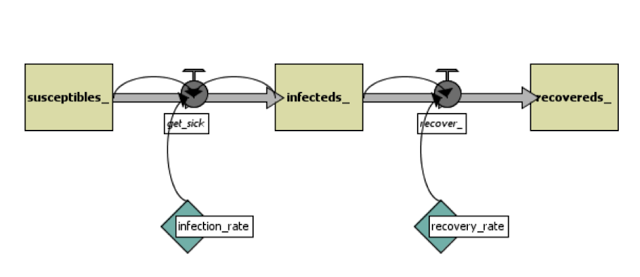 susceptibles_
infecteds_
recovereds_
get_sick
recover_
infection_rate
recovery_rate